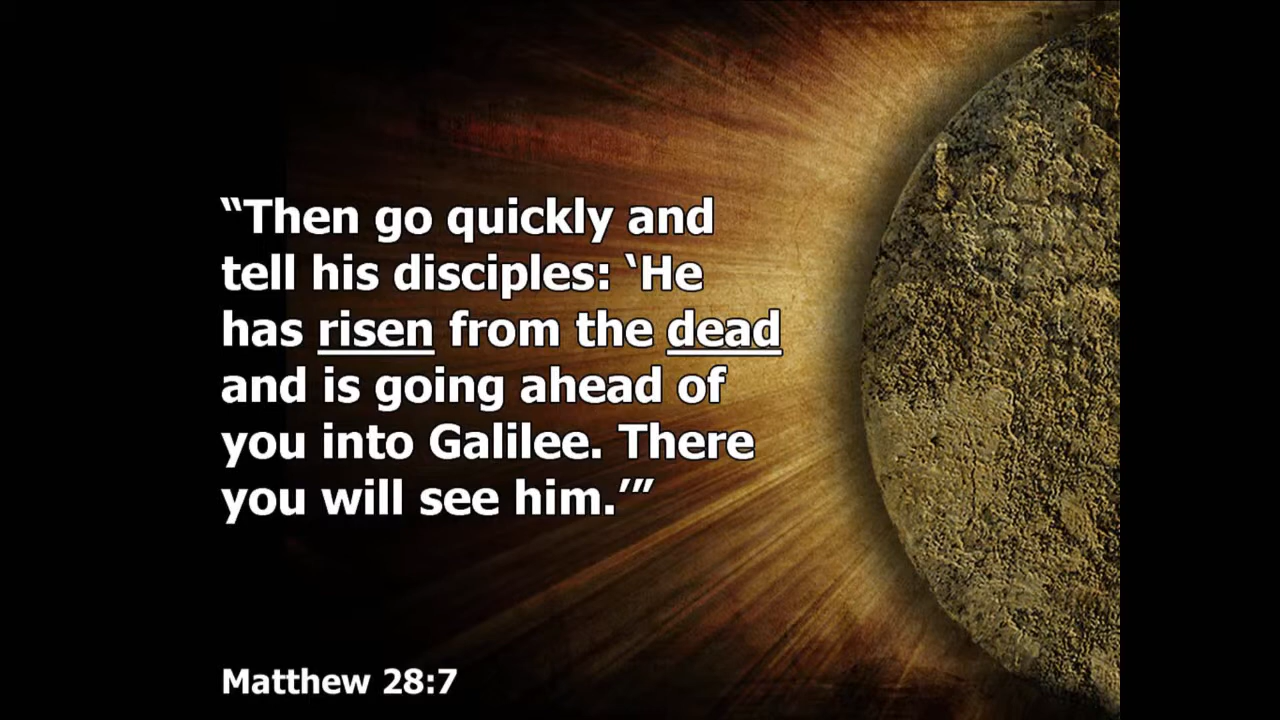 “Then go quickly and
tell his disciples: ‘He
has risen from the dead
and is going ahead of
you into Galilee. There
you will see him.’”
Matthew 28:7